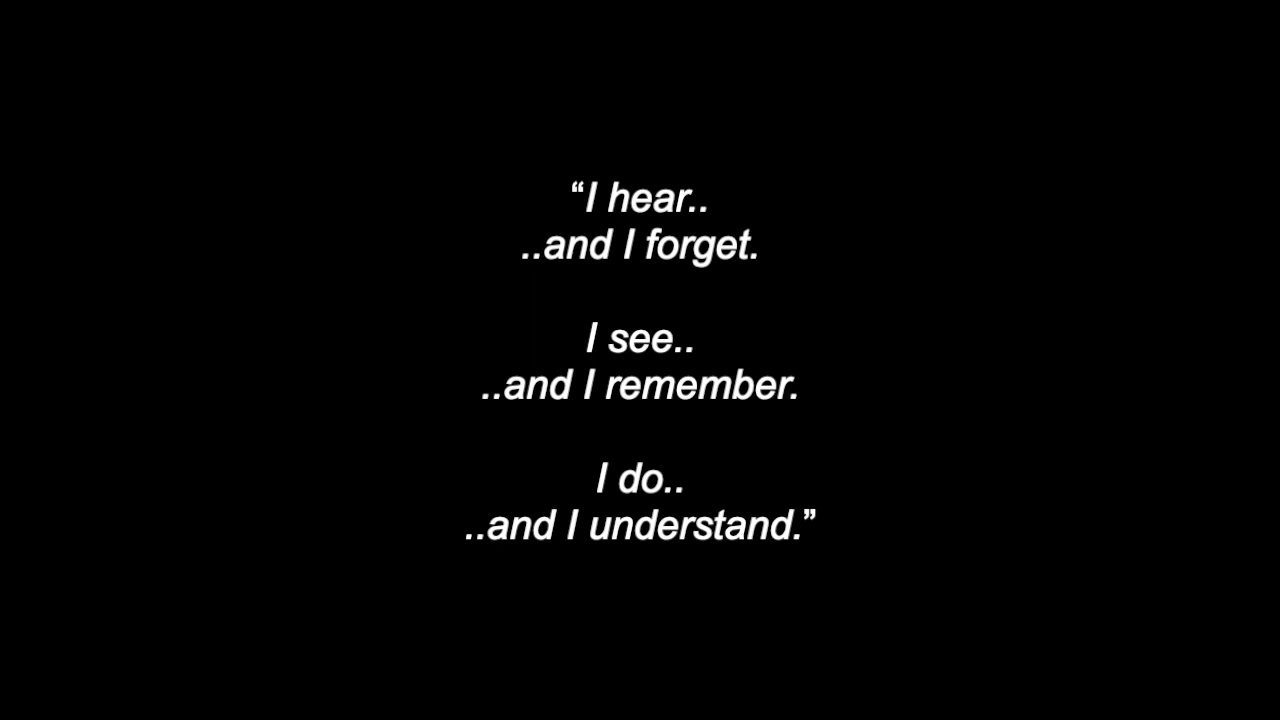 “I hear..
..and I forget.
I see..
..and I remember.
I do..
..and I understand.”